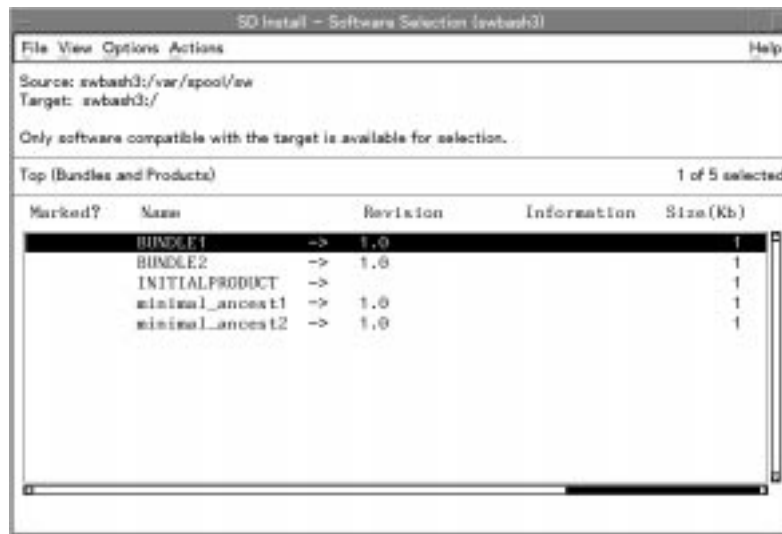 SD Install - Software Selection (swbash3)
File View Options Actions Help
Source: swbash3:/var/spool/sw
Target: swbash3:/
Only software compatible with the target is available for selection.
Top (Bundles and Products) 1 of 5 selected
Marked? Name Revision Information Size(Kb)
BUNDLE1 -> 1.0 1
BUNDLE2 -> 1.0 1
INITIALPRODUCT -> 1
minimal_ancest1 -> 1.0 1
minimal_ancest2 -> 1.0 1